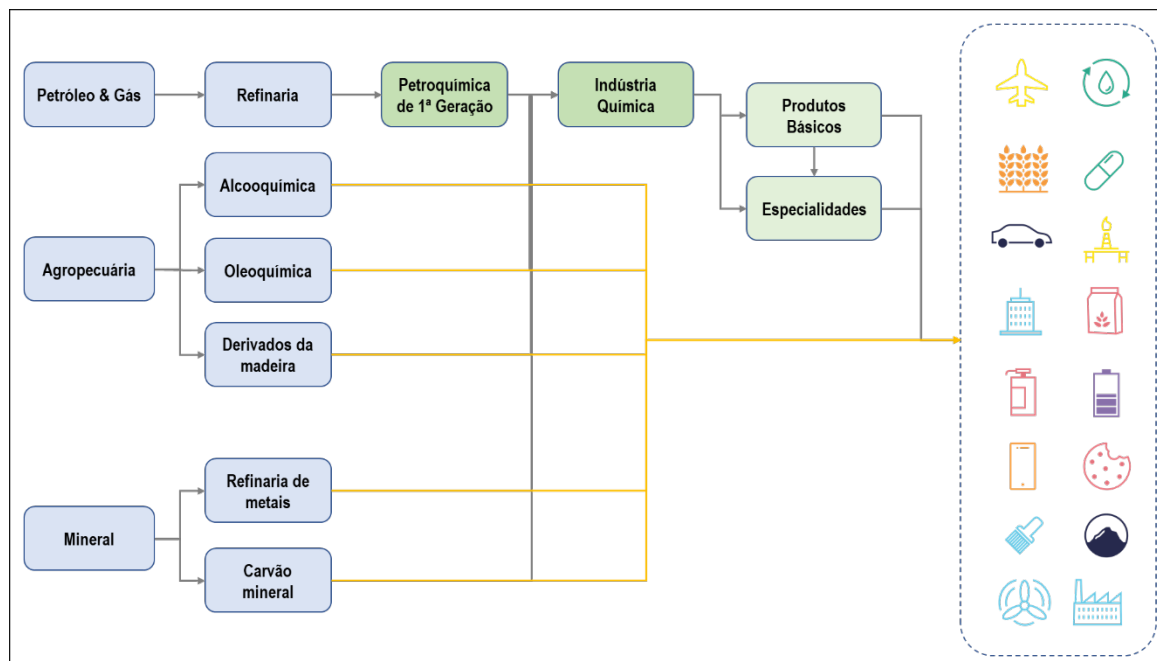 Petróleo & Gás
Refinaria
Petroquímica
de 1ª Geração
Indústria
Química
Produtos
Básicos
Alcooquímica
Especialidades
Agropecuária
Oleoquímica
Derivados da
madeira
Refinaria de
metais
Mineral
Carvão
mineral